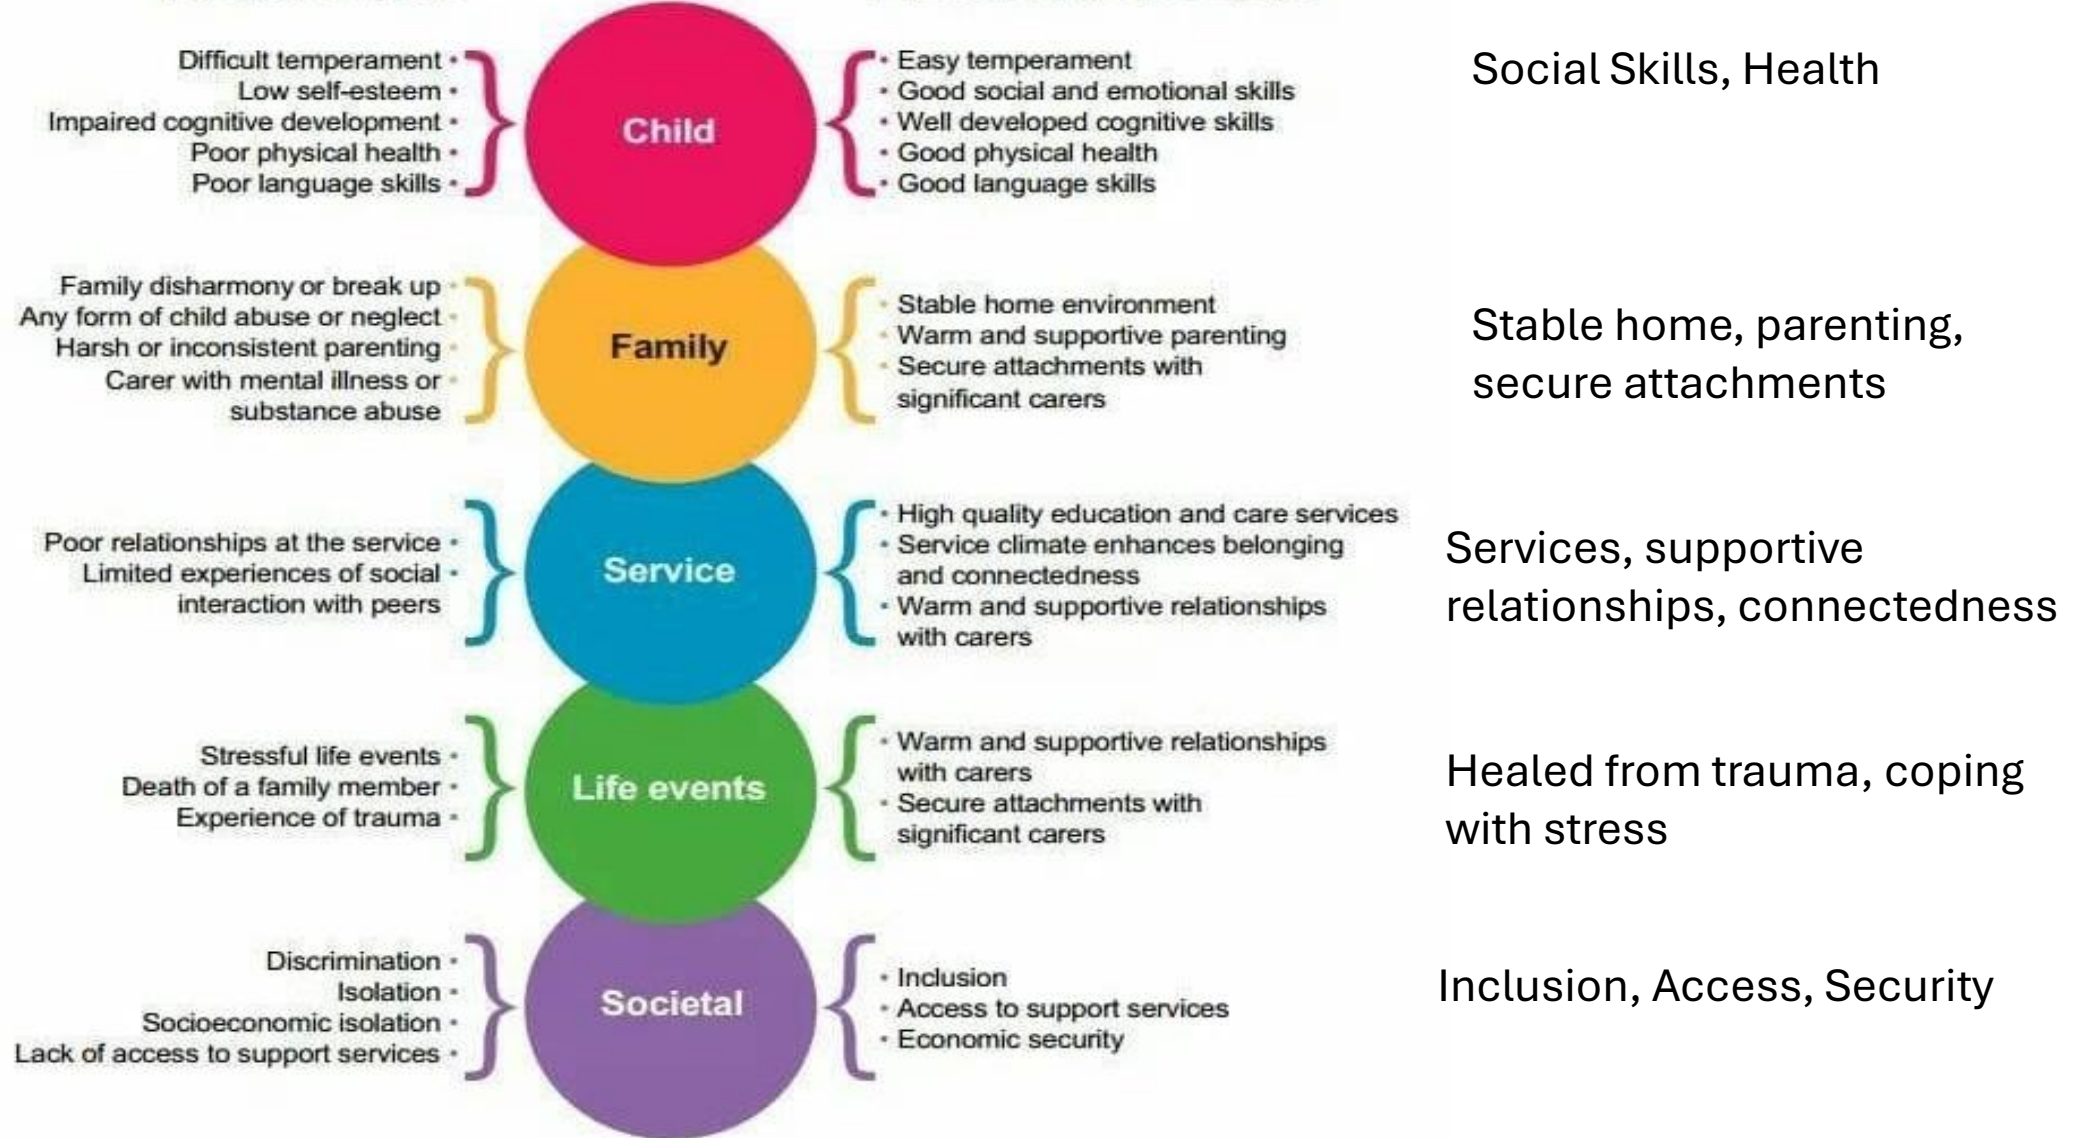 Difficult temperament •
Low self-esteem •
Impaired cognitive development •
Poor physical health •
Poor language skills •
Child
• Easy temperament
• Good social and emotional skills
• Well developed cognitive skills
• Good physical health
• Good language skills
Social Skills, Health
Family disharmony or break up •
Any form of child abuse or neglect •
Harsh or inconsistent parenting •
Carer with mental illness or •
substance abuse
Family
• Stable home environment
• Warm and supportive parenting
• Secure attachments with
significant carers
Stable home, parenting,
secure attachments
Poor relationships at the service •
Limited experiences of social •
interaction with peers
Service
• High quality education and care services
• Service climate enhances belonging
and connectedness
• Warm and supportive relationships
with carers
Services, supportive
relationships, connectedness
Stressful life events •
Death of a family member •
Experience of trauma •
Life events
• Warm and supportive relationships
with carers
• Secure attachments with
significant carers
Healed from trauma, coping
with stress
Discrimination •
Isolation •
Socioeconomic isolation •
Lack of access to support services •
Societal
• Inclusion
• Access to support services
• Economic security
Inclusion, Access, Security